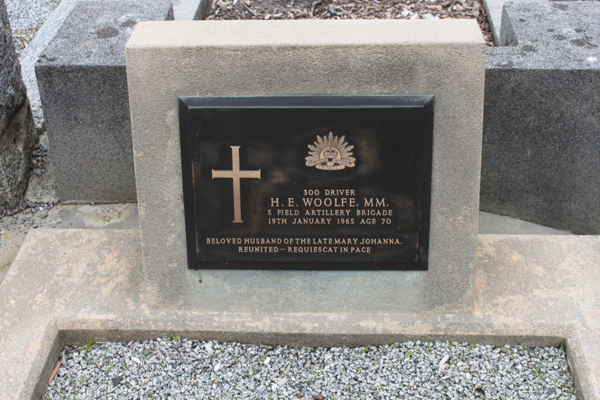 300 DRIVER
H. E. WOOLFE. MM.
5 FIELD ARTILLERY BRIGADE
19TH JANUARY 1965 AGE 70
BELOVED HUSBAND OF THE LATE MARY JOHANNA.
REUNITED – REQUIESCAT IN PACE